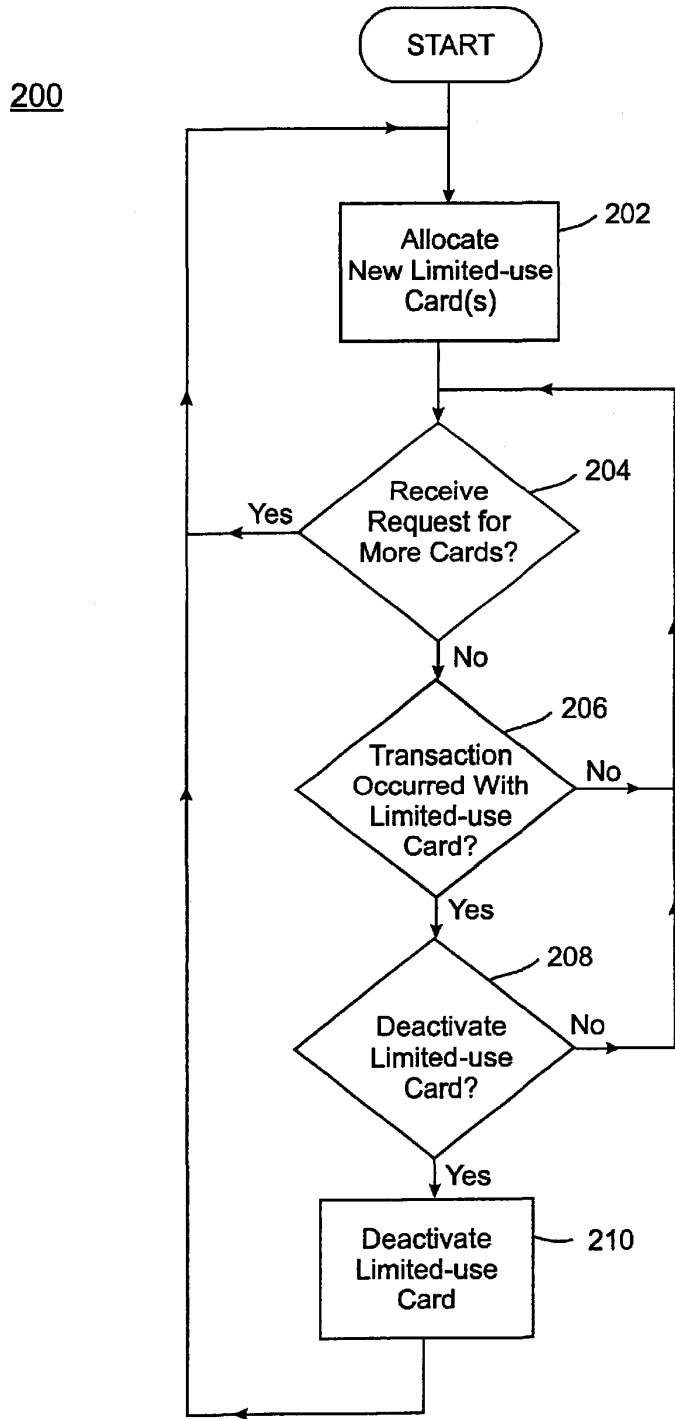 START
200
202
Allocate
New Limited-use
Card(s)
204
Receive
Request for
More Cards?
Yes
No
206
Transaction
Occurred With
Limited-use
Card?
No
Yes
208
Deactivate
Limited-use
Card?
No
Yes
Deactivate
Limited-use
Card
210